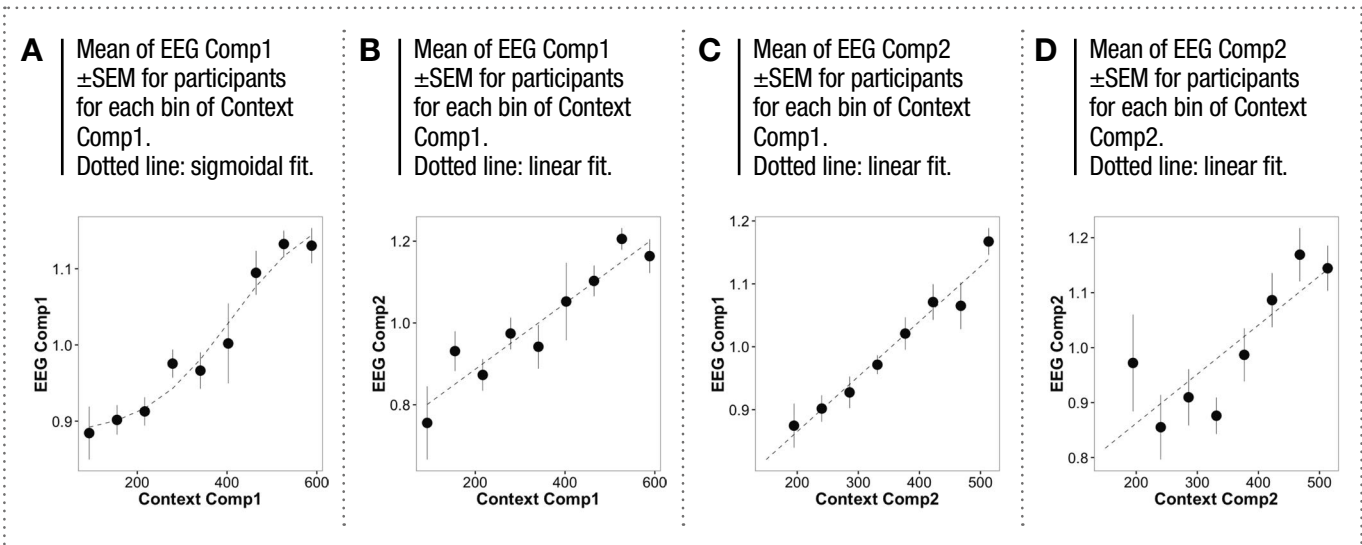 A
Mean of EEG Comp1
±SEM for participants
for each bin of Context
Comp1.
Dotted line: sigmoidal fit.
B
Mean of EEG Comp1
±SEM for participants
for each bin of Context
Comp1.
Dotted line: linear fit.
C
Mean of EEG Comp2
±SEM for participants
for each bin of Context
Comp1.
Dotted line: linear fit.
D
Mean of EEG Comp2
±SEM for participants
for each bin of Context
Comp2.
Dotted line: linear fit.
EEG Comp1
1.1
1.0
0.9
200 400 600
Context Comp1
EEG Comp2
1.2
1.0
0.8
200 400 600
Context Comp1
EEG Comp1
1.2
1.1
1.0
0.9
200 300 400 500
Context Comp2
EEG Comp2
1.2
1.1
1.0
0.9
0.8
200 300 400 500
Context Comp2